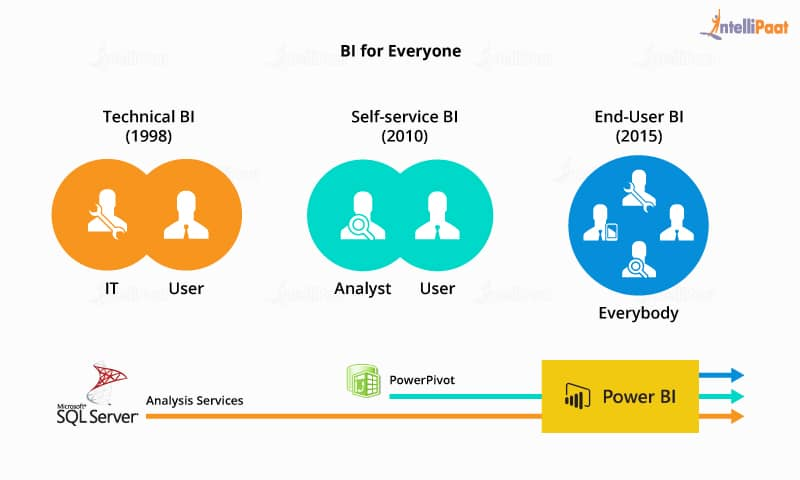 IntelliPaat
BI for Everyone
Technical BI
(1998)
Self-service BI
(2010)
End-User BI
(2015)
IT
User
Analyst
User
Everybody
Microsoft®
SQL Server
Analysis Services
PowerPivot
Power BI